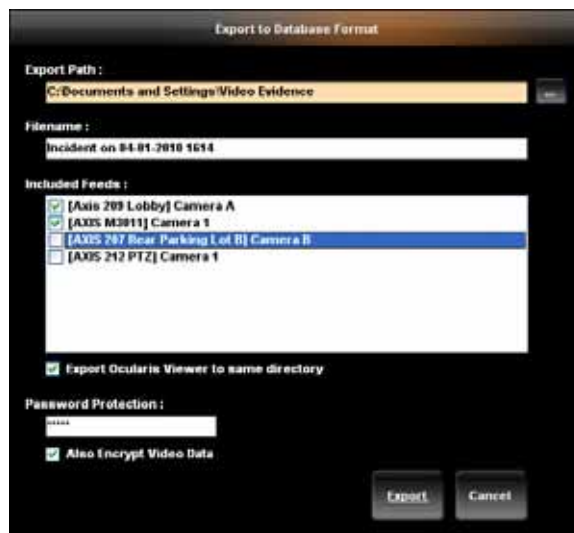 Export to Database Format
Export Path :
C:\Documents and Settings\Video Evidence
...
Filename :
Incident on 04-01-2010 1614
Included Feeds :
[Axis 209 Lobby] Camera A
[AXIS M3011] Camera 1
[AXIS 207 Rear Parking Lot B] Camera B
[AXIS 212 PTZ] Camera 1
Export Ocularis Viewer to same directory
Password Protection :
*****
Also Encrypt Video Data
Export Cancel